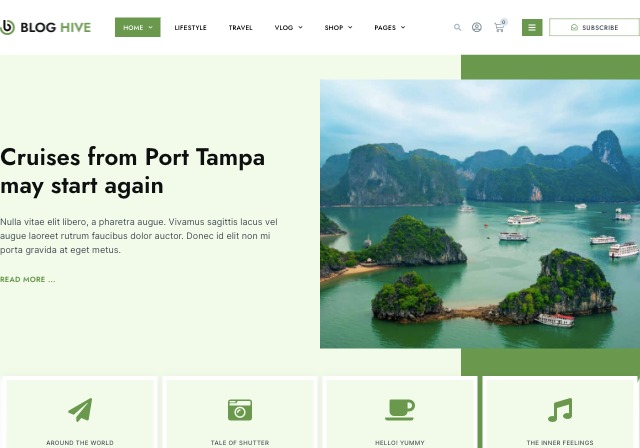 BLOG HIVE
HOME
LIFESTYLE
TRAVEL
VLOG
SHOP
PAGES
0
SUBSCRIBE
Cruises from Port Tampa
may start again
Nulla vitae elit libero, a pharetra augue. Vivamus sagittis lacus vel
augue laoreet rutrum faucibus dolor auctor. Donec id elit non mi
porta gravida at eget metus.
READ MORE ...
AROUND THE WORLD
TALE OF SHUTTER
HELLO! YUMMY
THE INNER FEELINGS